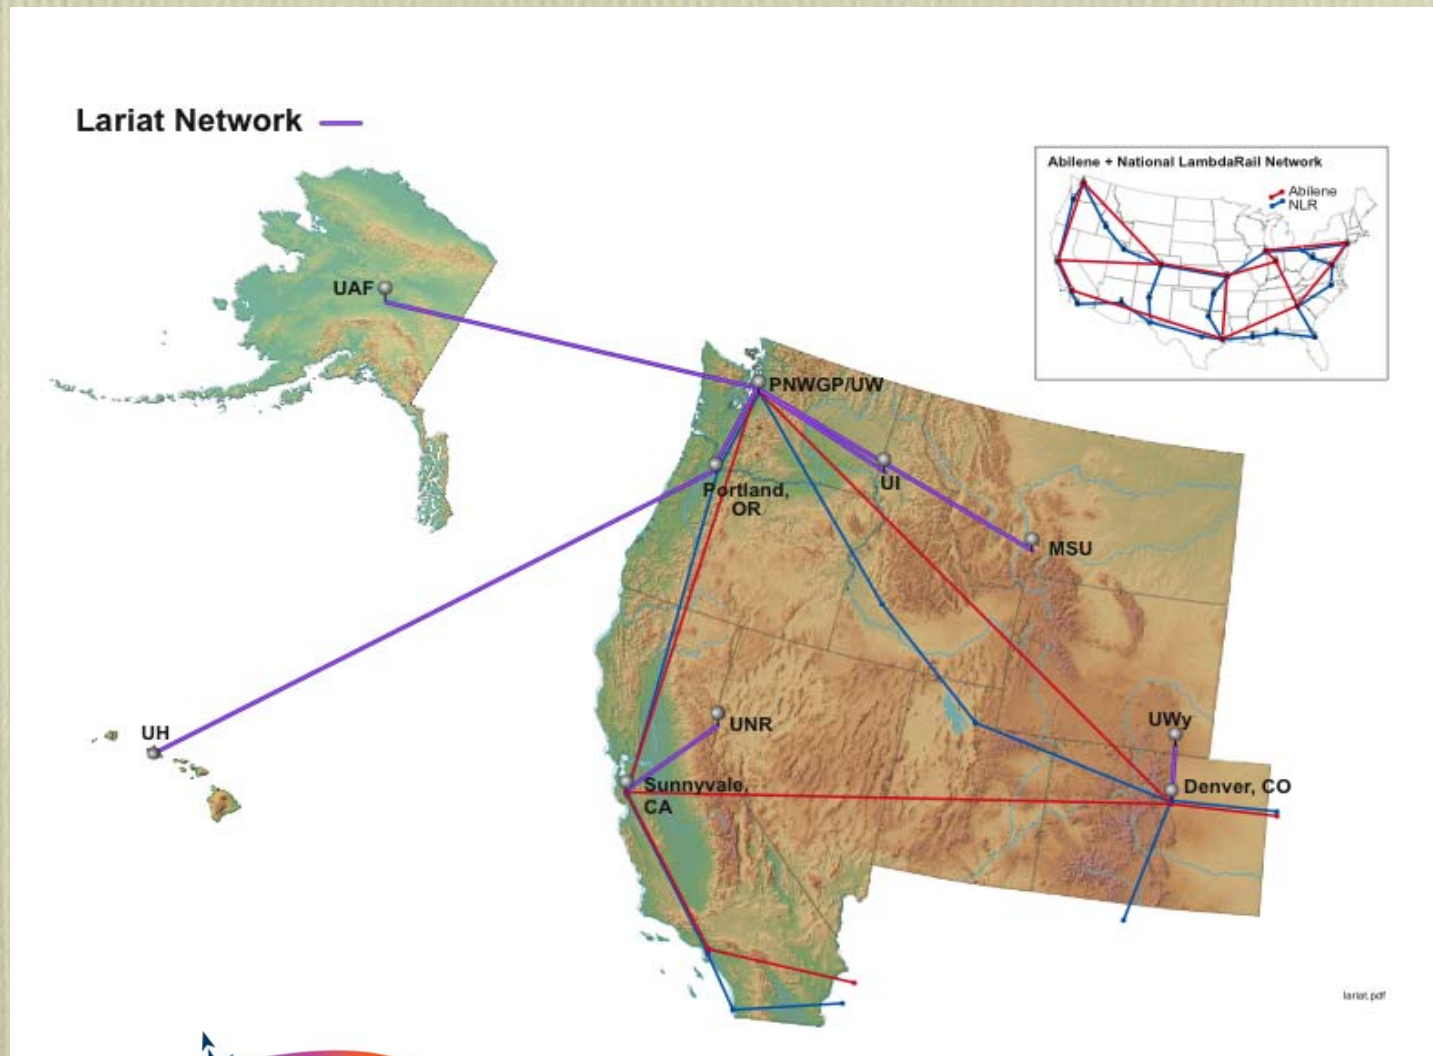 Lariat Network
Abilene + National LambdaRail Network
Abilene
NLR
UAF
PNWGP/UW
UI
Portland,
OR
MSU
UH
UNR
UWy
Sunnyvale,
CA
Denver, CO
lariat.pdf